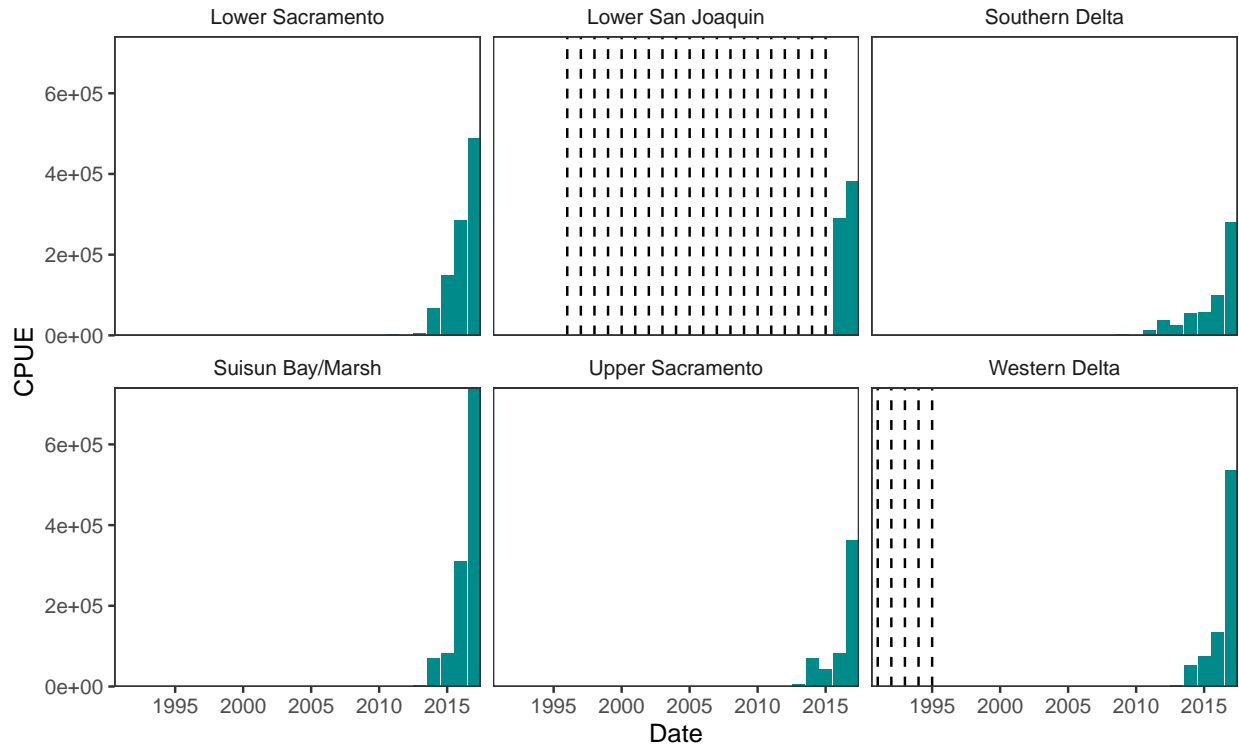 Lower Sacramento
Lower San Joaquin
Southern Delta
6e+05
4e+05
2e+05
0e+00
CPUE
Suisun Bay/Marsh
Upper Sacramento
Western Delta
6e+05
4e+05
2e+05
0e+00
1995 2000 2005 2010 2015
1995 2000 2005 2010 2015
1995 2000 2005 2010 2015
Date